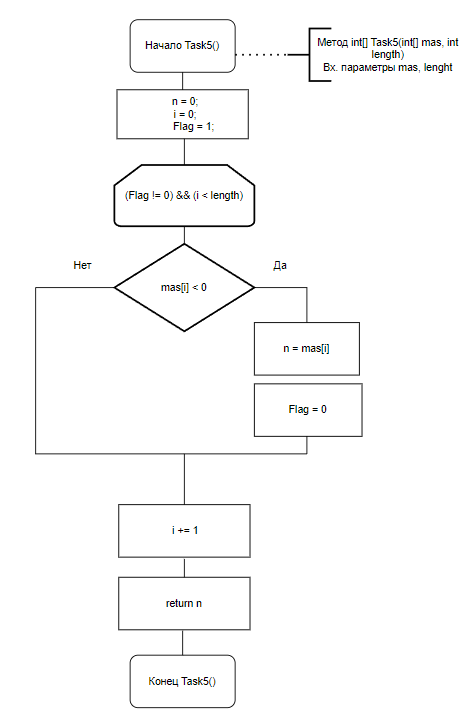 Начало Task5()
Метод int[] Task5(int[] mas, int
length)
Вх. параметры mas, lenght
n = 0;
i = 0;
Flag = 1;
(Flag != 0) && (i < length)
Нет
Да
mas[i] < 0
n = mas[i]
Flag = 0
i += 1
return n
Конец Task5()